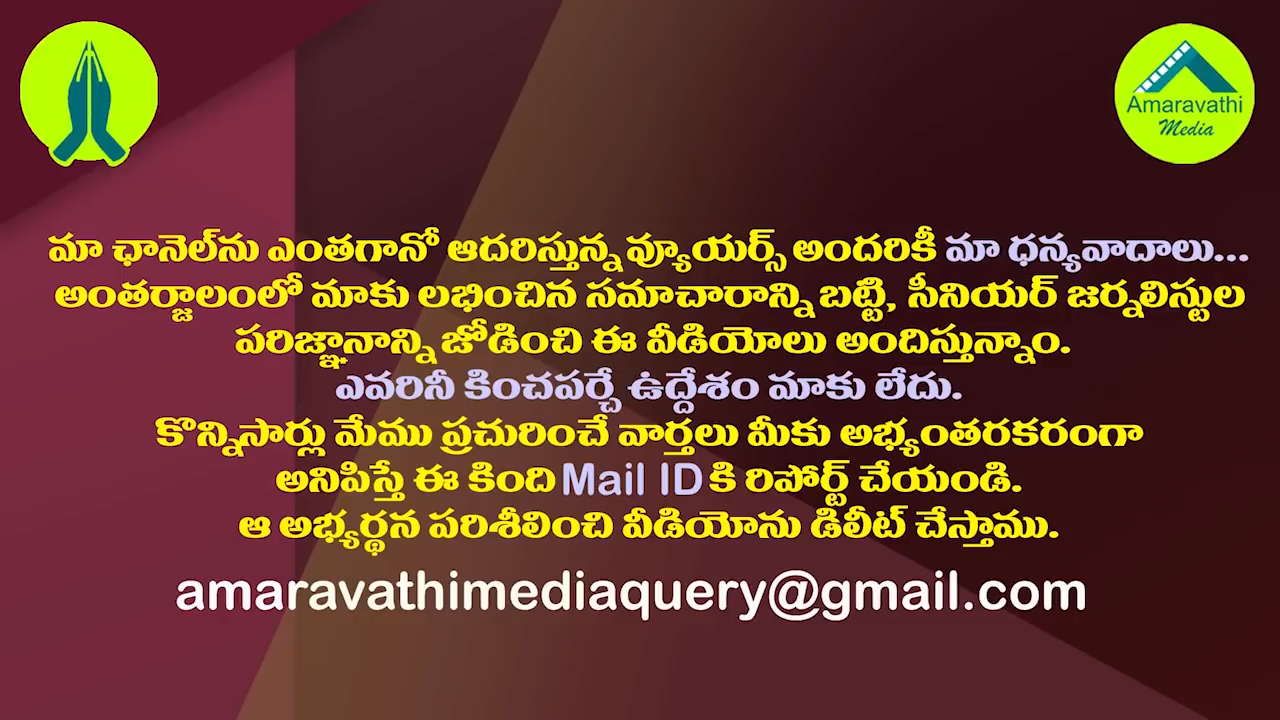 Amaravathi
Media
మా ఛానెల్‌ను ఎంతగానో ఆదరిస్తున్న వ్యూయర్స్ అందరికీ మా ధన్యవాదాలు...
అంతర్జాలంలో మాకు లభించిన సమాచారాన్ని బట్టి, సీనియర్ జర్నలిస్టుల
పరిజ్ఞానాన్ని జోడించి ఈ వీడియోలు అందిస్తున్నాం.
ఎవరినీ కించపర్చే ఉద్దేశం మాకు లేదు.
కొన్నిసార్లు మేము ప్రచురించే వార్తలు మీకు అభ్యంతరకరంగా
అనిపిస్తే ఈ కింది Mail ID కి రిపోర్ట్ చేయండి.
ఆ అభ్యర్థన పరిశీలించి వీడియోను డిలీట్ చేస్తాము.
amaravathimediaquery@gmail.com